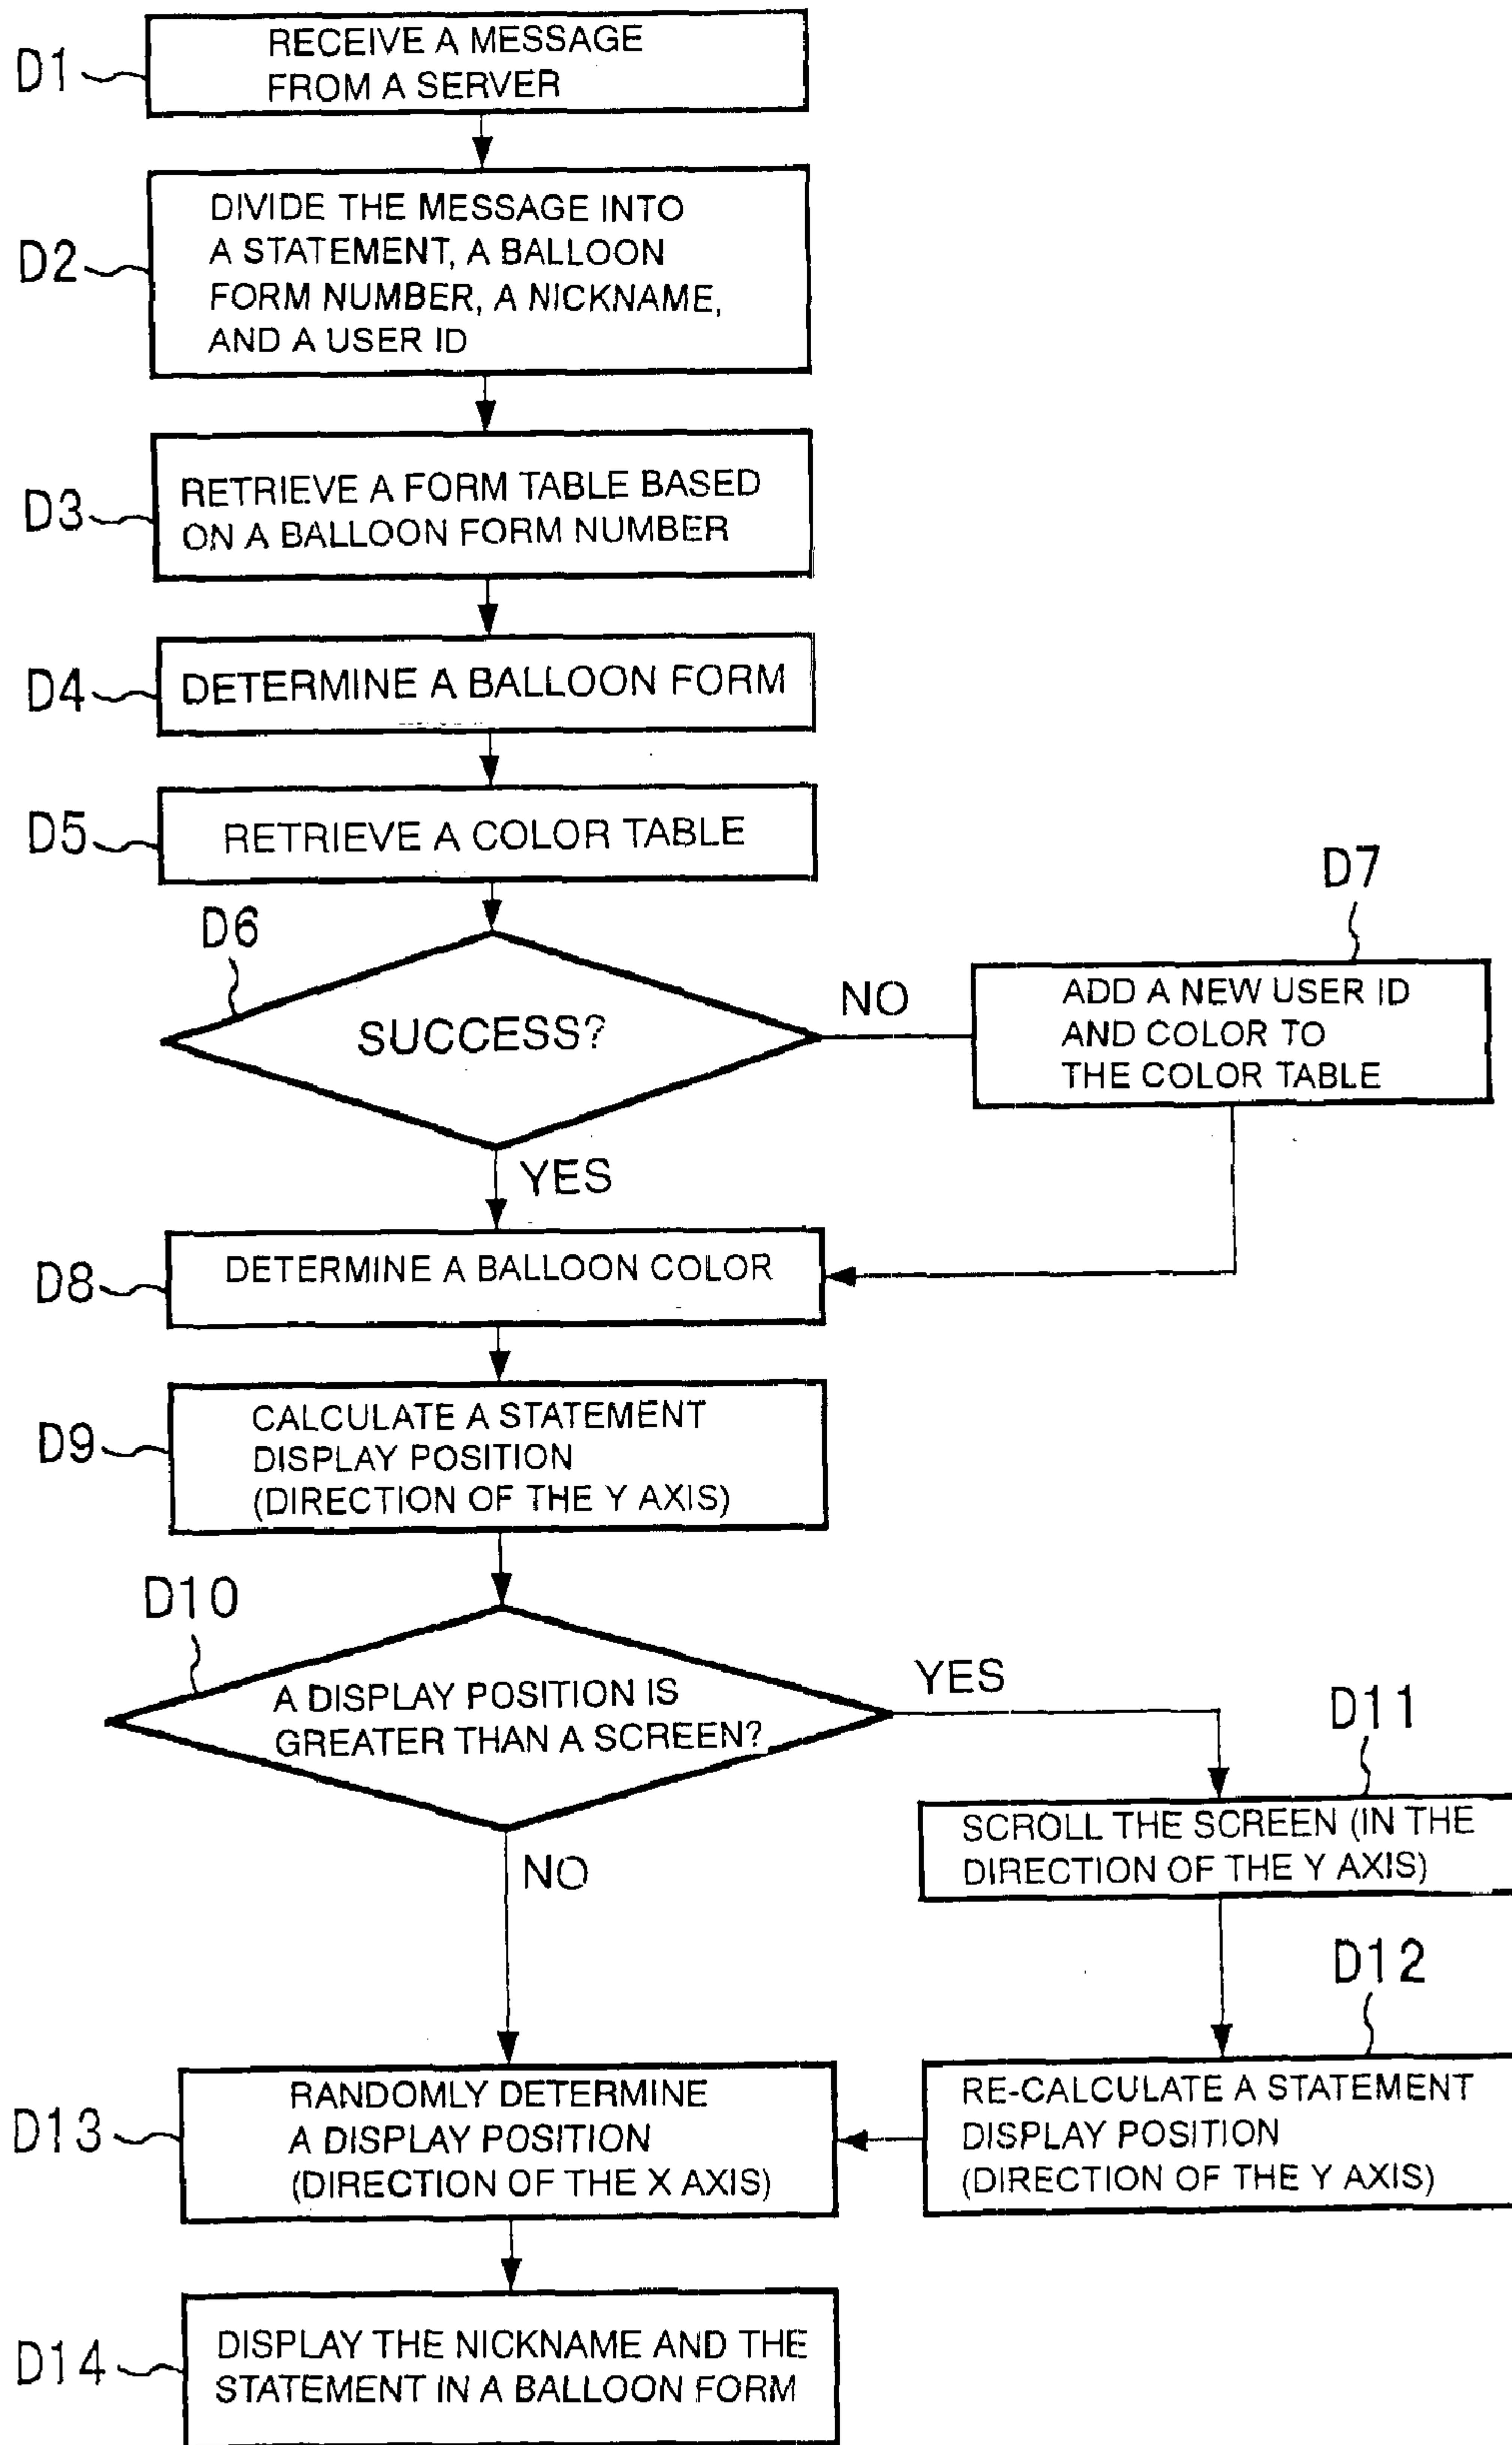 D1
RECEIVE A MESSAGE
FROM A SERVER
D2
DIVIDE THE MESSAGE INTO
A STATEMENT, A BALLOON
FORM NUMBER, A NICKNAME,
AND A USER ID
D3
RETRIEVE A FORM TABLE BASED
ON A BALLOON FORM NUMBER
D4
DETERMINE A BALLOON FORM
D5
RETRIEVE A COLOR TABLE
D6
SUCCESS?
NO
D7
ADD A NEW USER ID
AND COLOR TO
THE COLOR TABLE
YES
D8
DETERMINE A BALLOON COLOR
D9
CALCULATE A STATEMENT
DISPLAY POSITION
(DIRECTION OF THE Y AXIS)
D10
A DISPLAY POSITION IS
GREATER THAN A SCREEN?
YES
D11
SCROLL THE SCREEN (IN THE
DIRECTION OF THE Y AXIS)
NO
D12
RE-CALCULATE A STATEMENT
DISPLAY POSITION
(DIRECTION OF THE Y AXIS)
D13
RANDOMLY DETERMINE
A DISPLAY POSITION
(DIRECTION OF THE X AXIS)
D14
DISPLAY THE NICKNAME AND THE
STATEMENT IN A BALLOON FORM